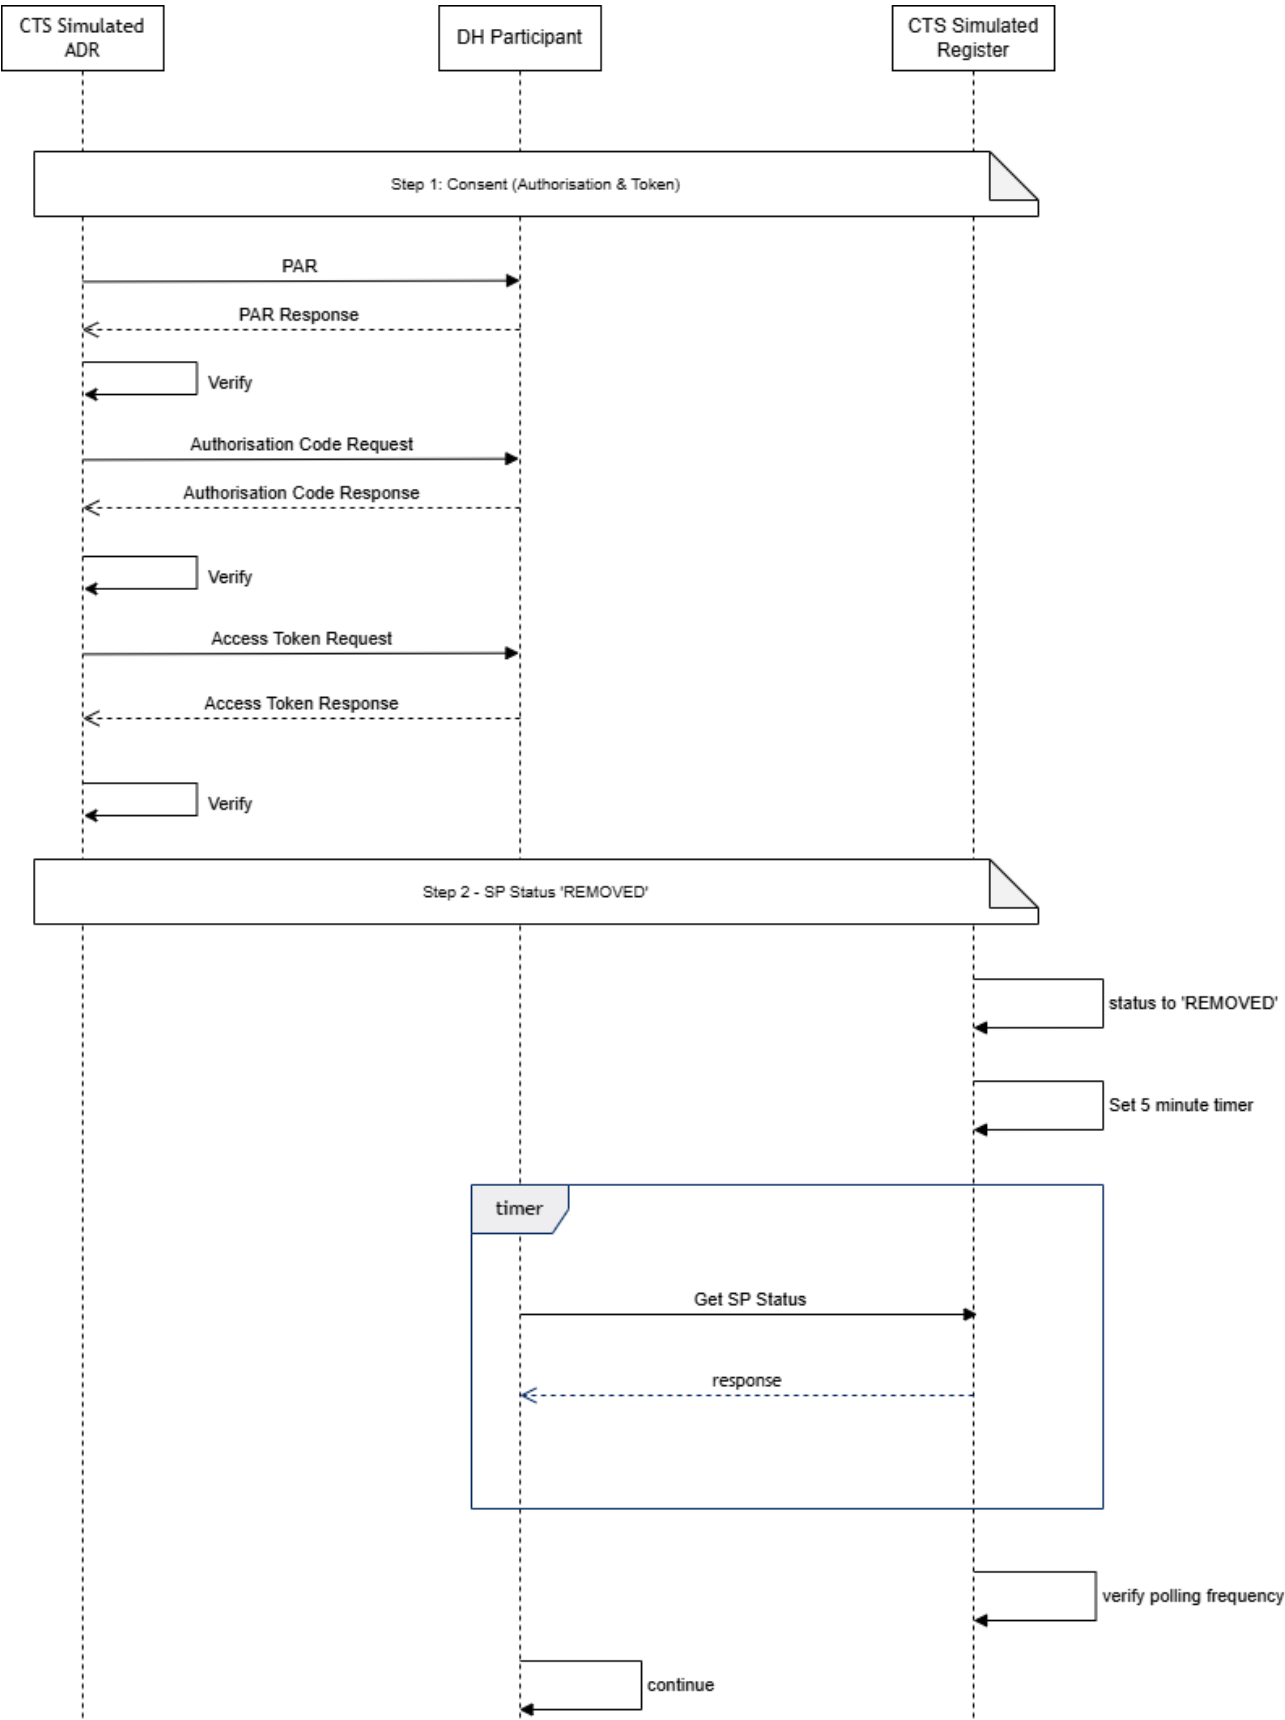 CTS Simulated
ADR
DH Participant
CTS Simulated
Register
Step 1: Consent (Authorisation & Token)
PAR
PAR Response
Verify
Authorisation Code Request
Authorisation Code Response
Verify
Access Token Request
Access Token Response
Verify
Step 2 - SP Status 'REMOVED'
status to 'REMOVED'
Set 5 minute timer
timer
Get SP Status
response
verify polling frequency
continue